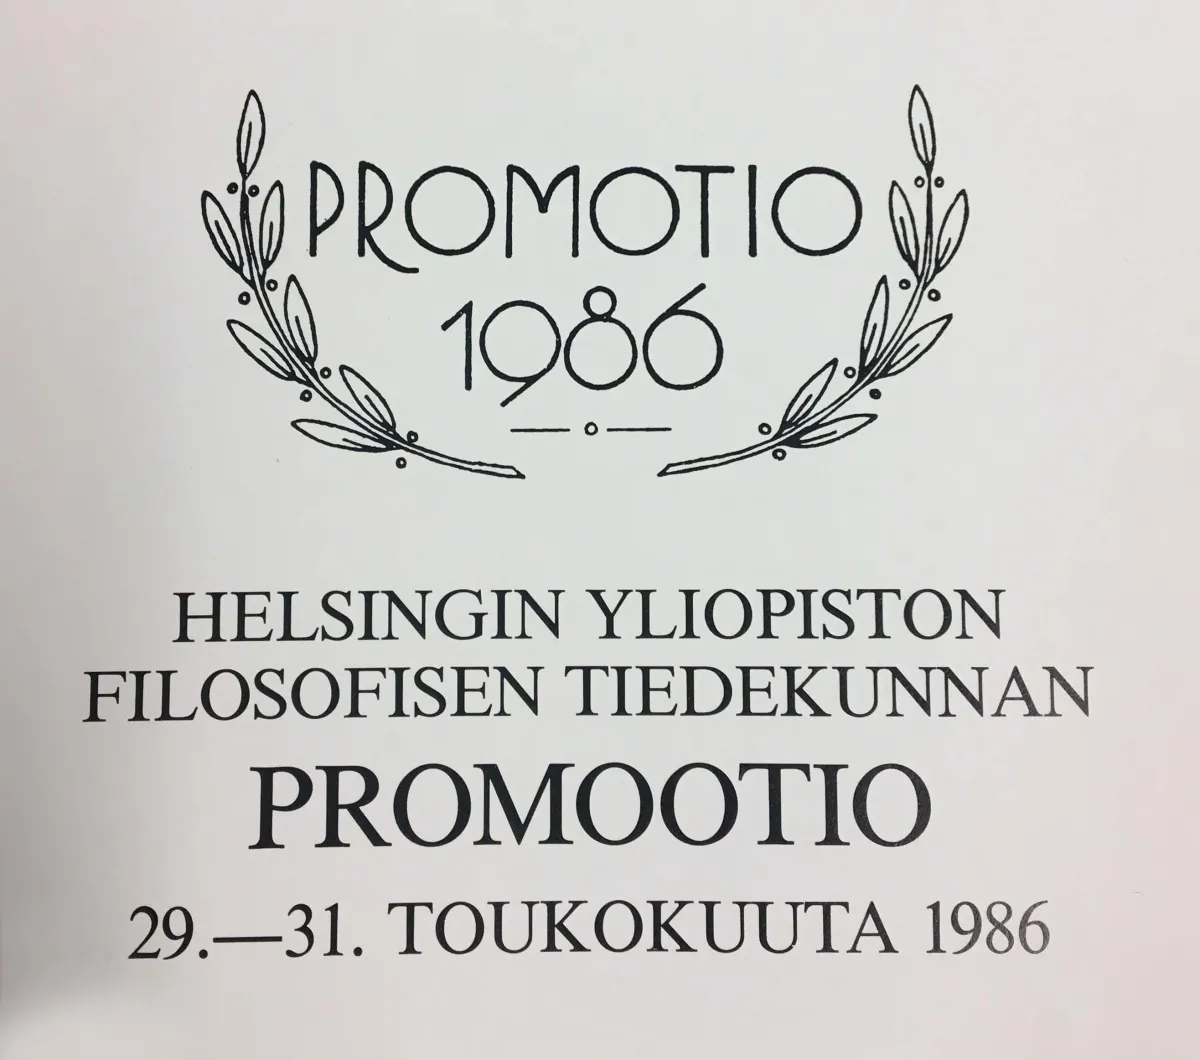 PROMOTIO
1986
HELSINGIN YLIOPISTON
FILOSOFISEN TIEDEKUNNAN
PROMOOTIO
29.—31. TOUKOKUUTA 1986